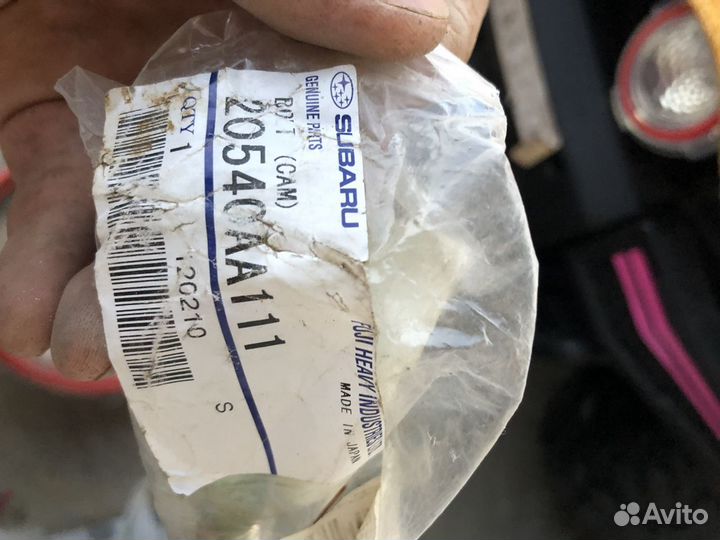 SUBARU
GENUINE PARTS
BOLT (CAM)
20540AA111
QTY 1
120210
S
FUJI HEAVY INDUSTRIES
MADE IN JAPAN
Avito